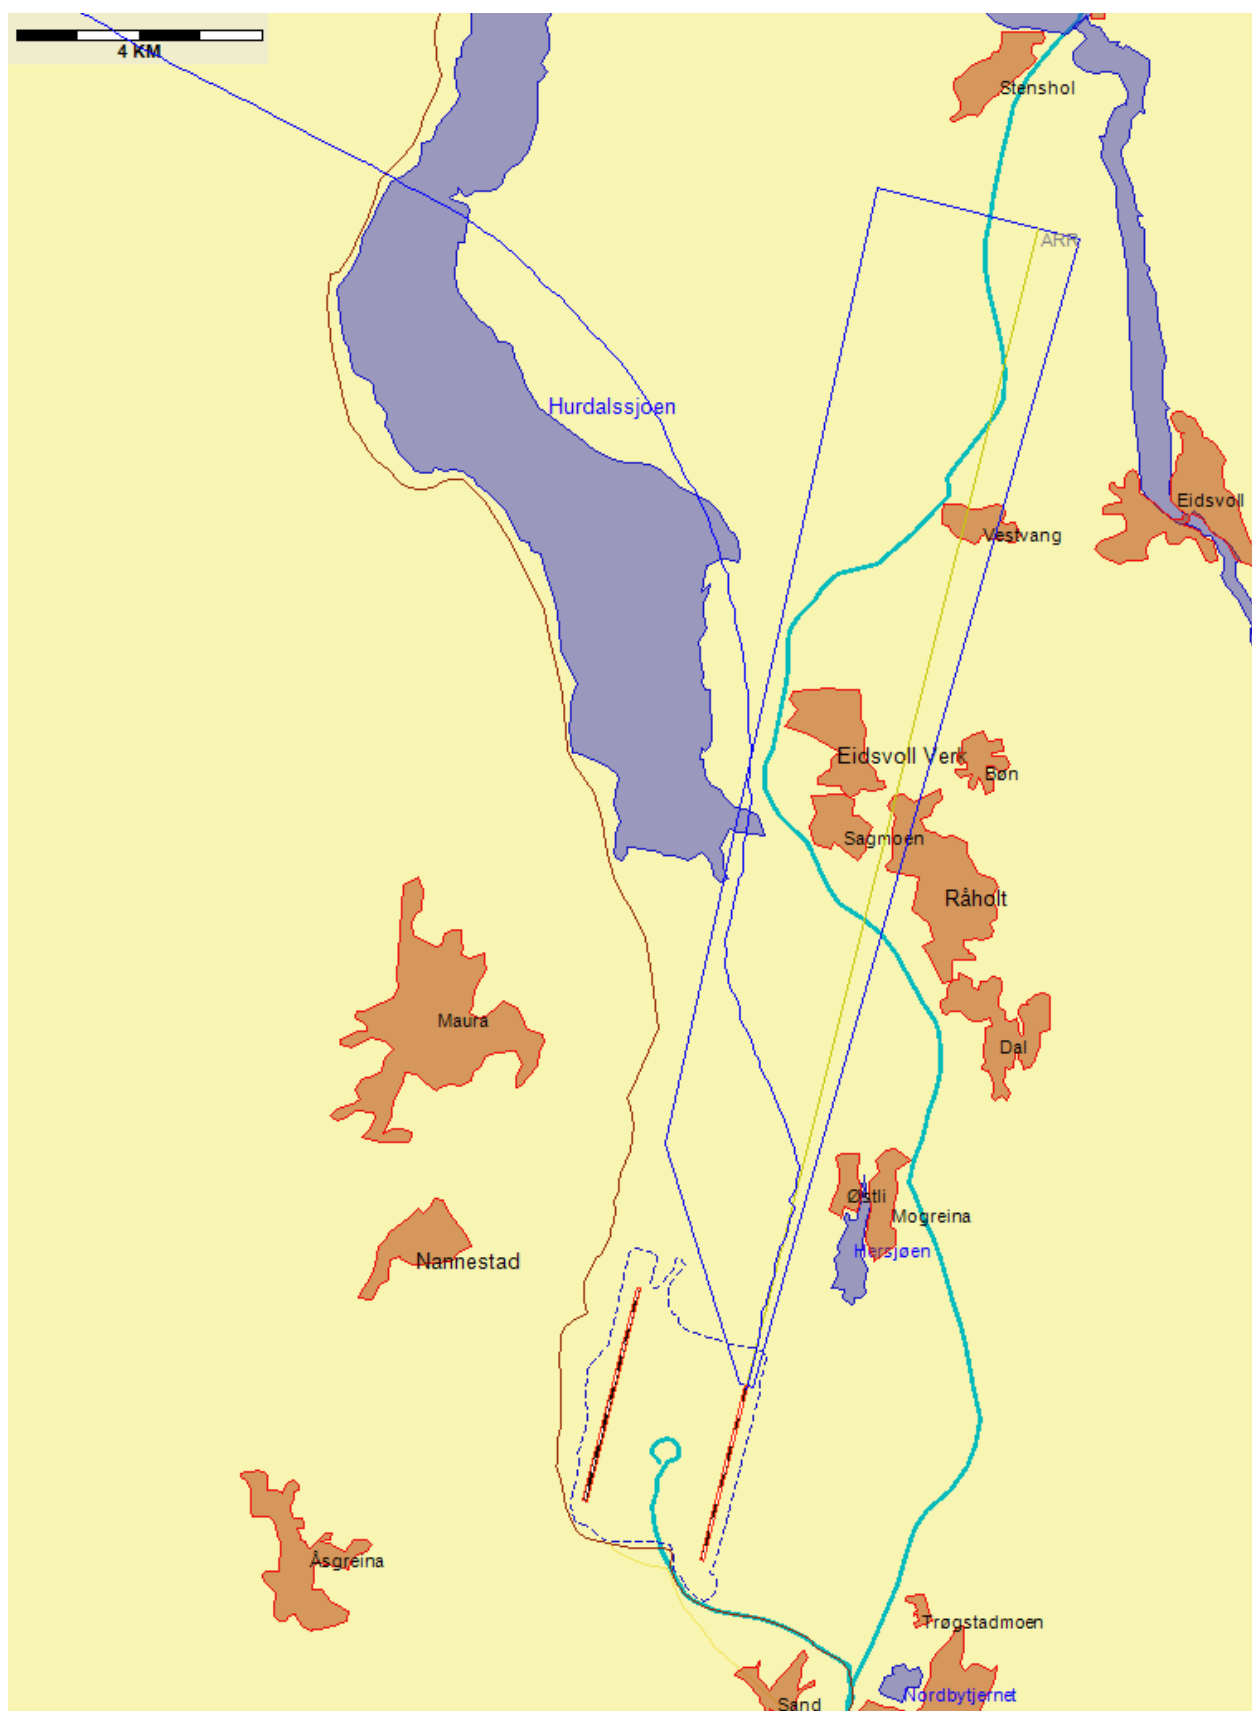 4 KM
Stenshol
ARR
Hurdalssjoen
Eidsvoll
Vestvang
Eidsvoll Verk
Bøn
Sagmoen
Råholt
Maura
Dal
Østli
Mogreina
Hersjøen
Nannestad
Åsgreina
Trøgstadmoen
Nordbytjernet
Sand